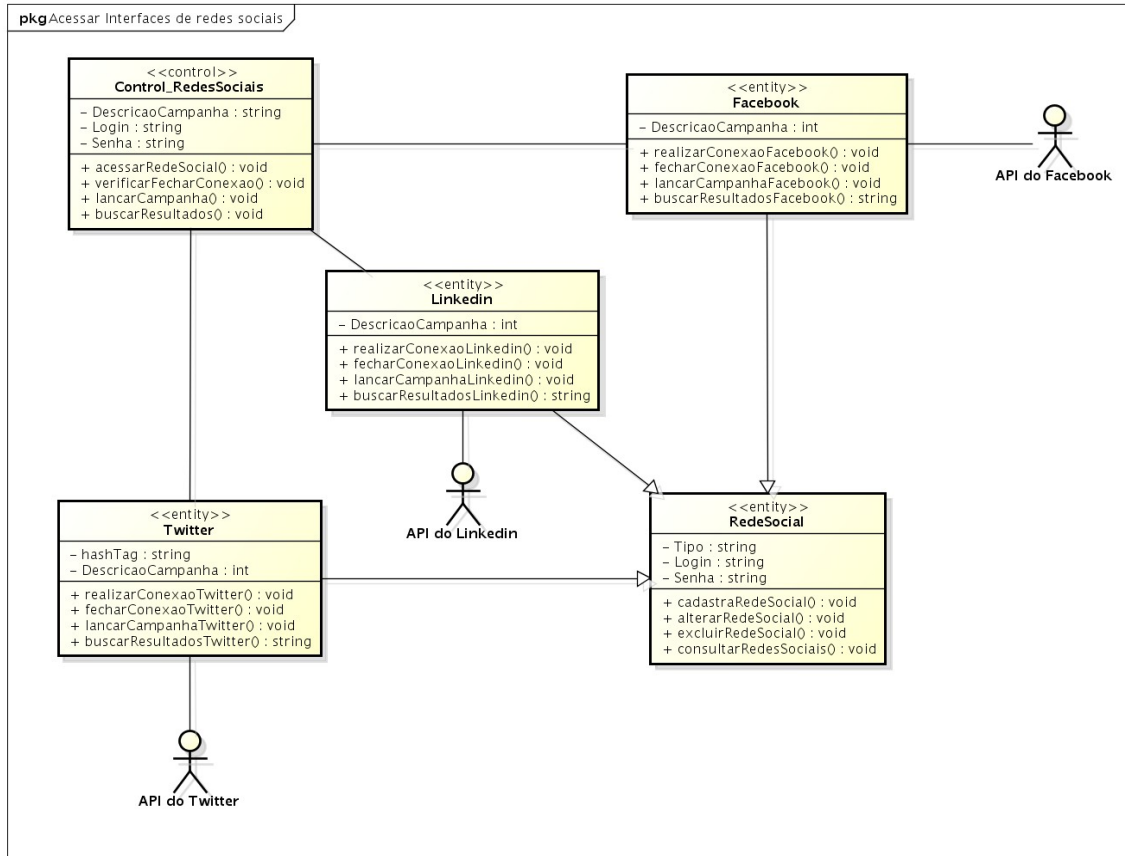 pkg Acessar Interfaces de redes sociais
<<control>>
Control_RedesSociais
– DescricaoCampanha : string
– Login : string
– Senha : string
+ acessarRedeSocial() : void
+ verificarFecharConexao() : void
+ lancarCampanha() : void
+ buscarResultados() : void
<<entity>>
Facebook
– DescricaoCampanha : int
+ realizarConexaoFacebook() : void
+ fecharConexaoFacebook() : void
+ lancarCampanhaFacebook() : void
+ buscarResultadosFacebook() : string
API do Facebook
<<entity>>
Linkedin
– DescricaoCampanha : int
+ realizarConexaoLinkedin() : void
+ fecharConexaoLinkedin() : void
+ lancarCampanhaLinkedin() : void
+ buscarResultadosLinkedin() : string
API do Linkedin
<<entity>>
Twitter
– hashTag : string
– DescricaoCampanha : int
+ realizarConexaoTwitter() : void
+ fecharConexaoTwitter() : void
+ lancarCampanhaTwitter() : void
+ buscarResultadosTwitter() : string
<<entity>>
RedeSocial
– Tipo : string
– Login : string
– Senha : string
+ cadastraRedeSocial() : void
+ alterarRedeSocial() : void
+ excluirRedeSocial() : void
+ consultarRedesSociais() : void
API do Twitter